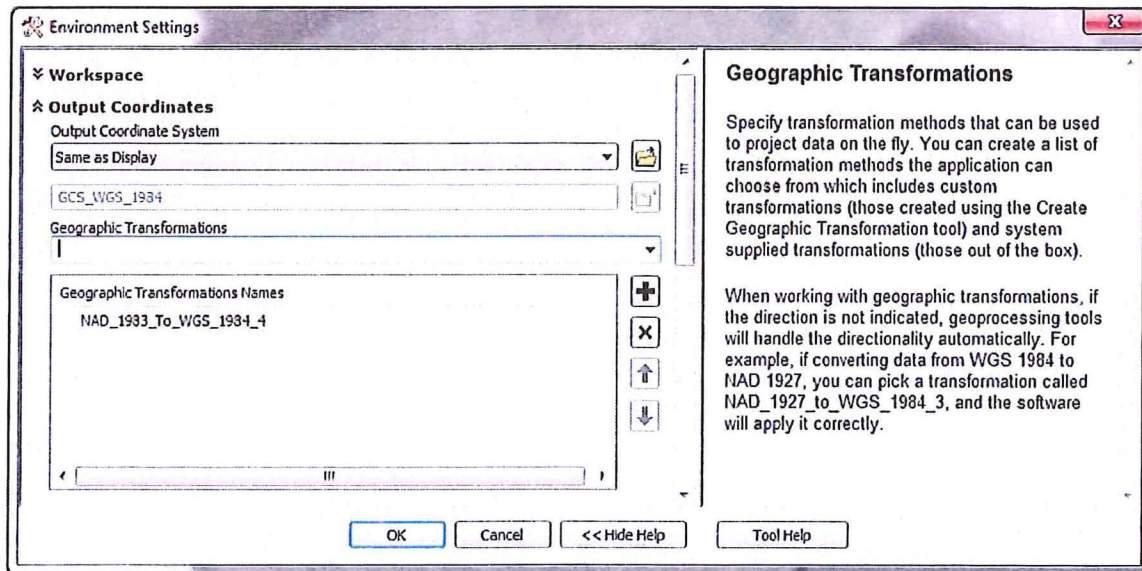 Environment Settings
X
Workspace
Output Coordinates
Output Coordinate System
Same as Display
GCS_WGS_1984
Geographic Transformations
Geographic Transformations Names
NAD_1983_To_WGS_1984_4
OK
Cancel
<< Hide Help
Tool Help
Geographic Transformations
Specify transformation methods that can be used
to project data on the fly. You can create a list of
transformation methods the application can
choose from which includes custom
transformations (those created using the Create
Geographic Transformation tool) and system
supplied transformations (those out of the box).
When working with geographic transformations, if
the direction is not indicated, geoprocessing tools
will handle the directionality automatically. For
example, if converting data from WGS 1984 to
NAD 1927, you can pick a transformation called
NAD_1927_to_WGS_1984_3, and the software
will apply it correctly.